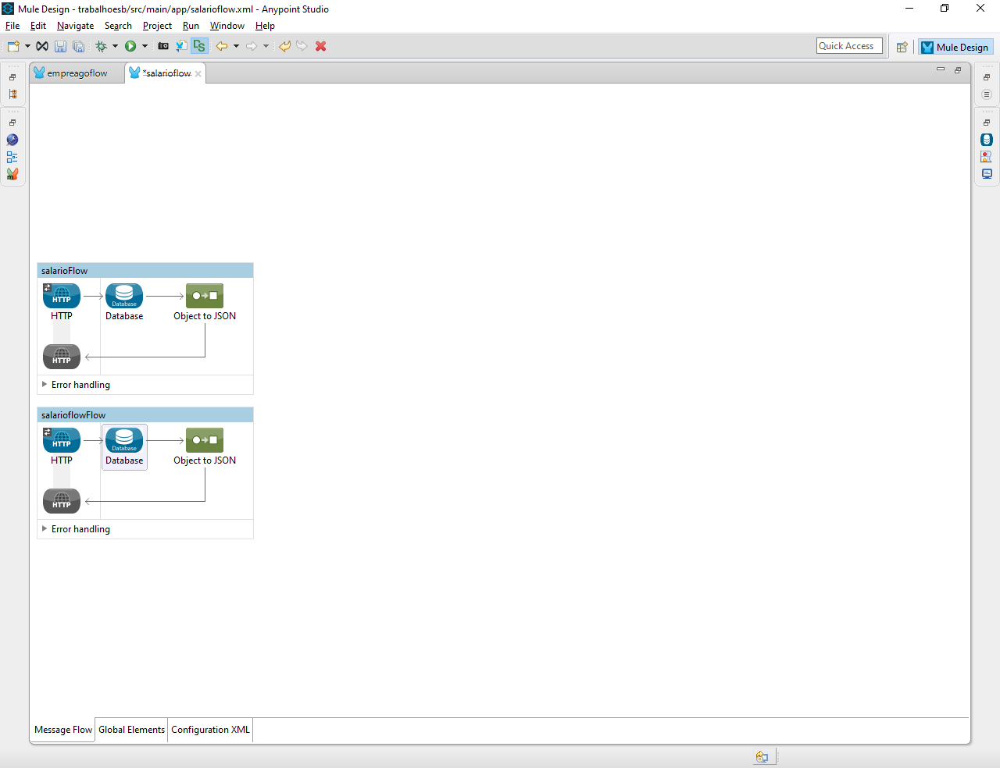 Mule Design - trabalhoesb/src/main/app/salarioflow.xml - Anypoint Studio
File Edit Navigate Search Project Run Window Help
Quick Access
Mule Design
empreagoflow
*salarioflow
salarioFlow
HTTP
Database
HTTP
Database
Object to JSON
HTTP
Error handling
salarioflowFlow
HTTP
Database
HTTP
Database
Object to JSON
HTTP
Error handling
Message Flow
Global Elements
Configuration XML